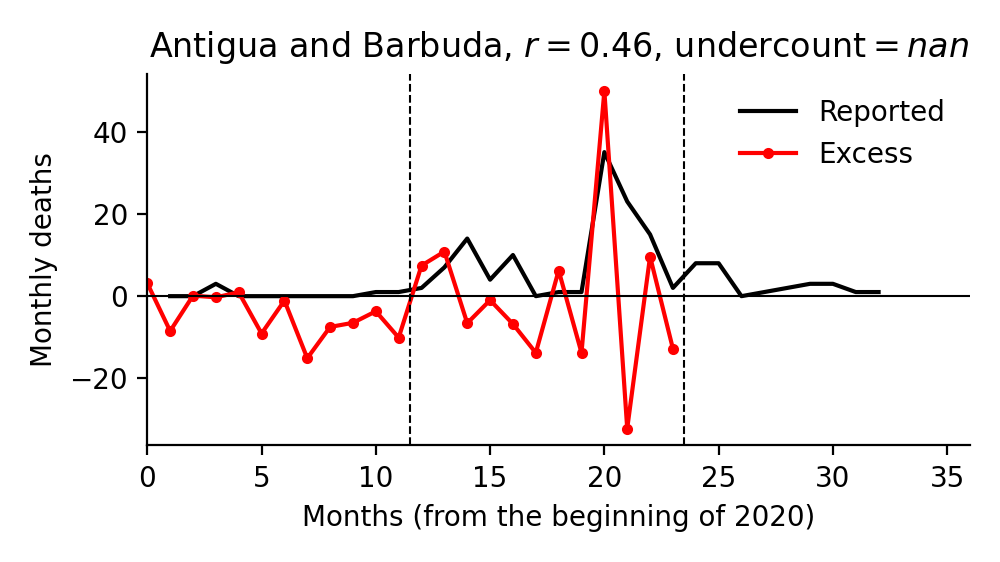 Antigua and Barbuda, r = 0.46, undercount = nan
Reported
Excess
Monthly deaths
40
20
0
−20
0 5 10 15 20 25 30 35
Months (from the beginning of 2020)